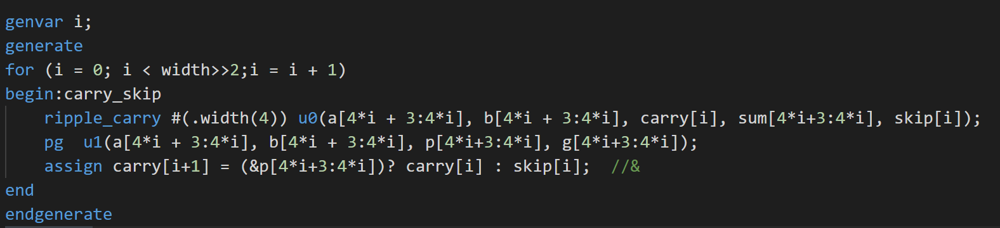 genvar i;
generate
for (i = 0; i < width>>2;i = i + 1)
begin:carry_skip
    ripple_carry #(.width(4)) u0(a[4*i + 3:4*i], b[4*i + 3:4*i], carry[i], sum[4*i+3:4*i], skip[i]);
    pg  u1(a[4*i + 3:4*i], b[4*i + 3:4*i], p[4*i+3:4*i], g[4*i+3:4*i]);
    assign carry[i+1] = (&p[4*i+3:4*i])? carry[i] : skip[i];  //&
end
endgenerate